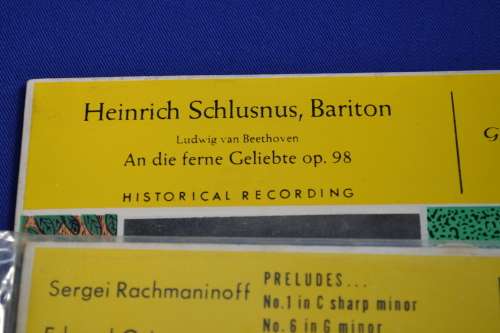 Heinrich Schlusnus, Bariton
Ludwig van Beethoven
An die ferne Geliebte op. 98
HISTORICAL RECORDING
G
Sergei Rachmaninoff
PRELUDES...
No.1 in C sharp minor
No. 6 in G minor